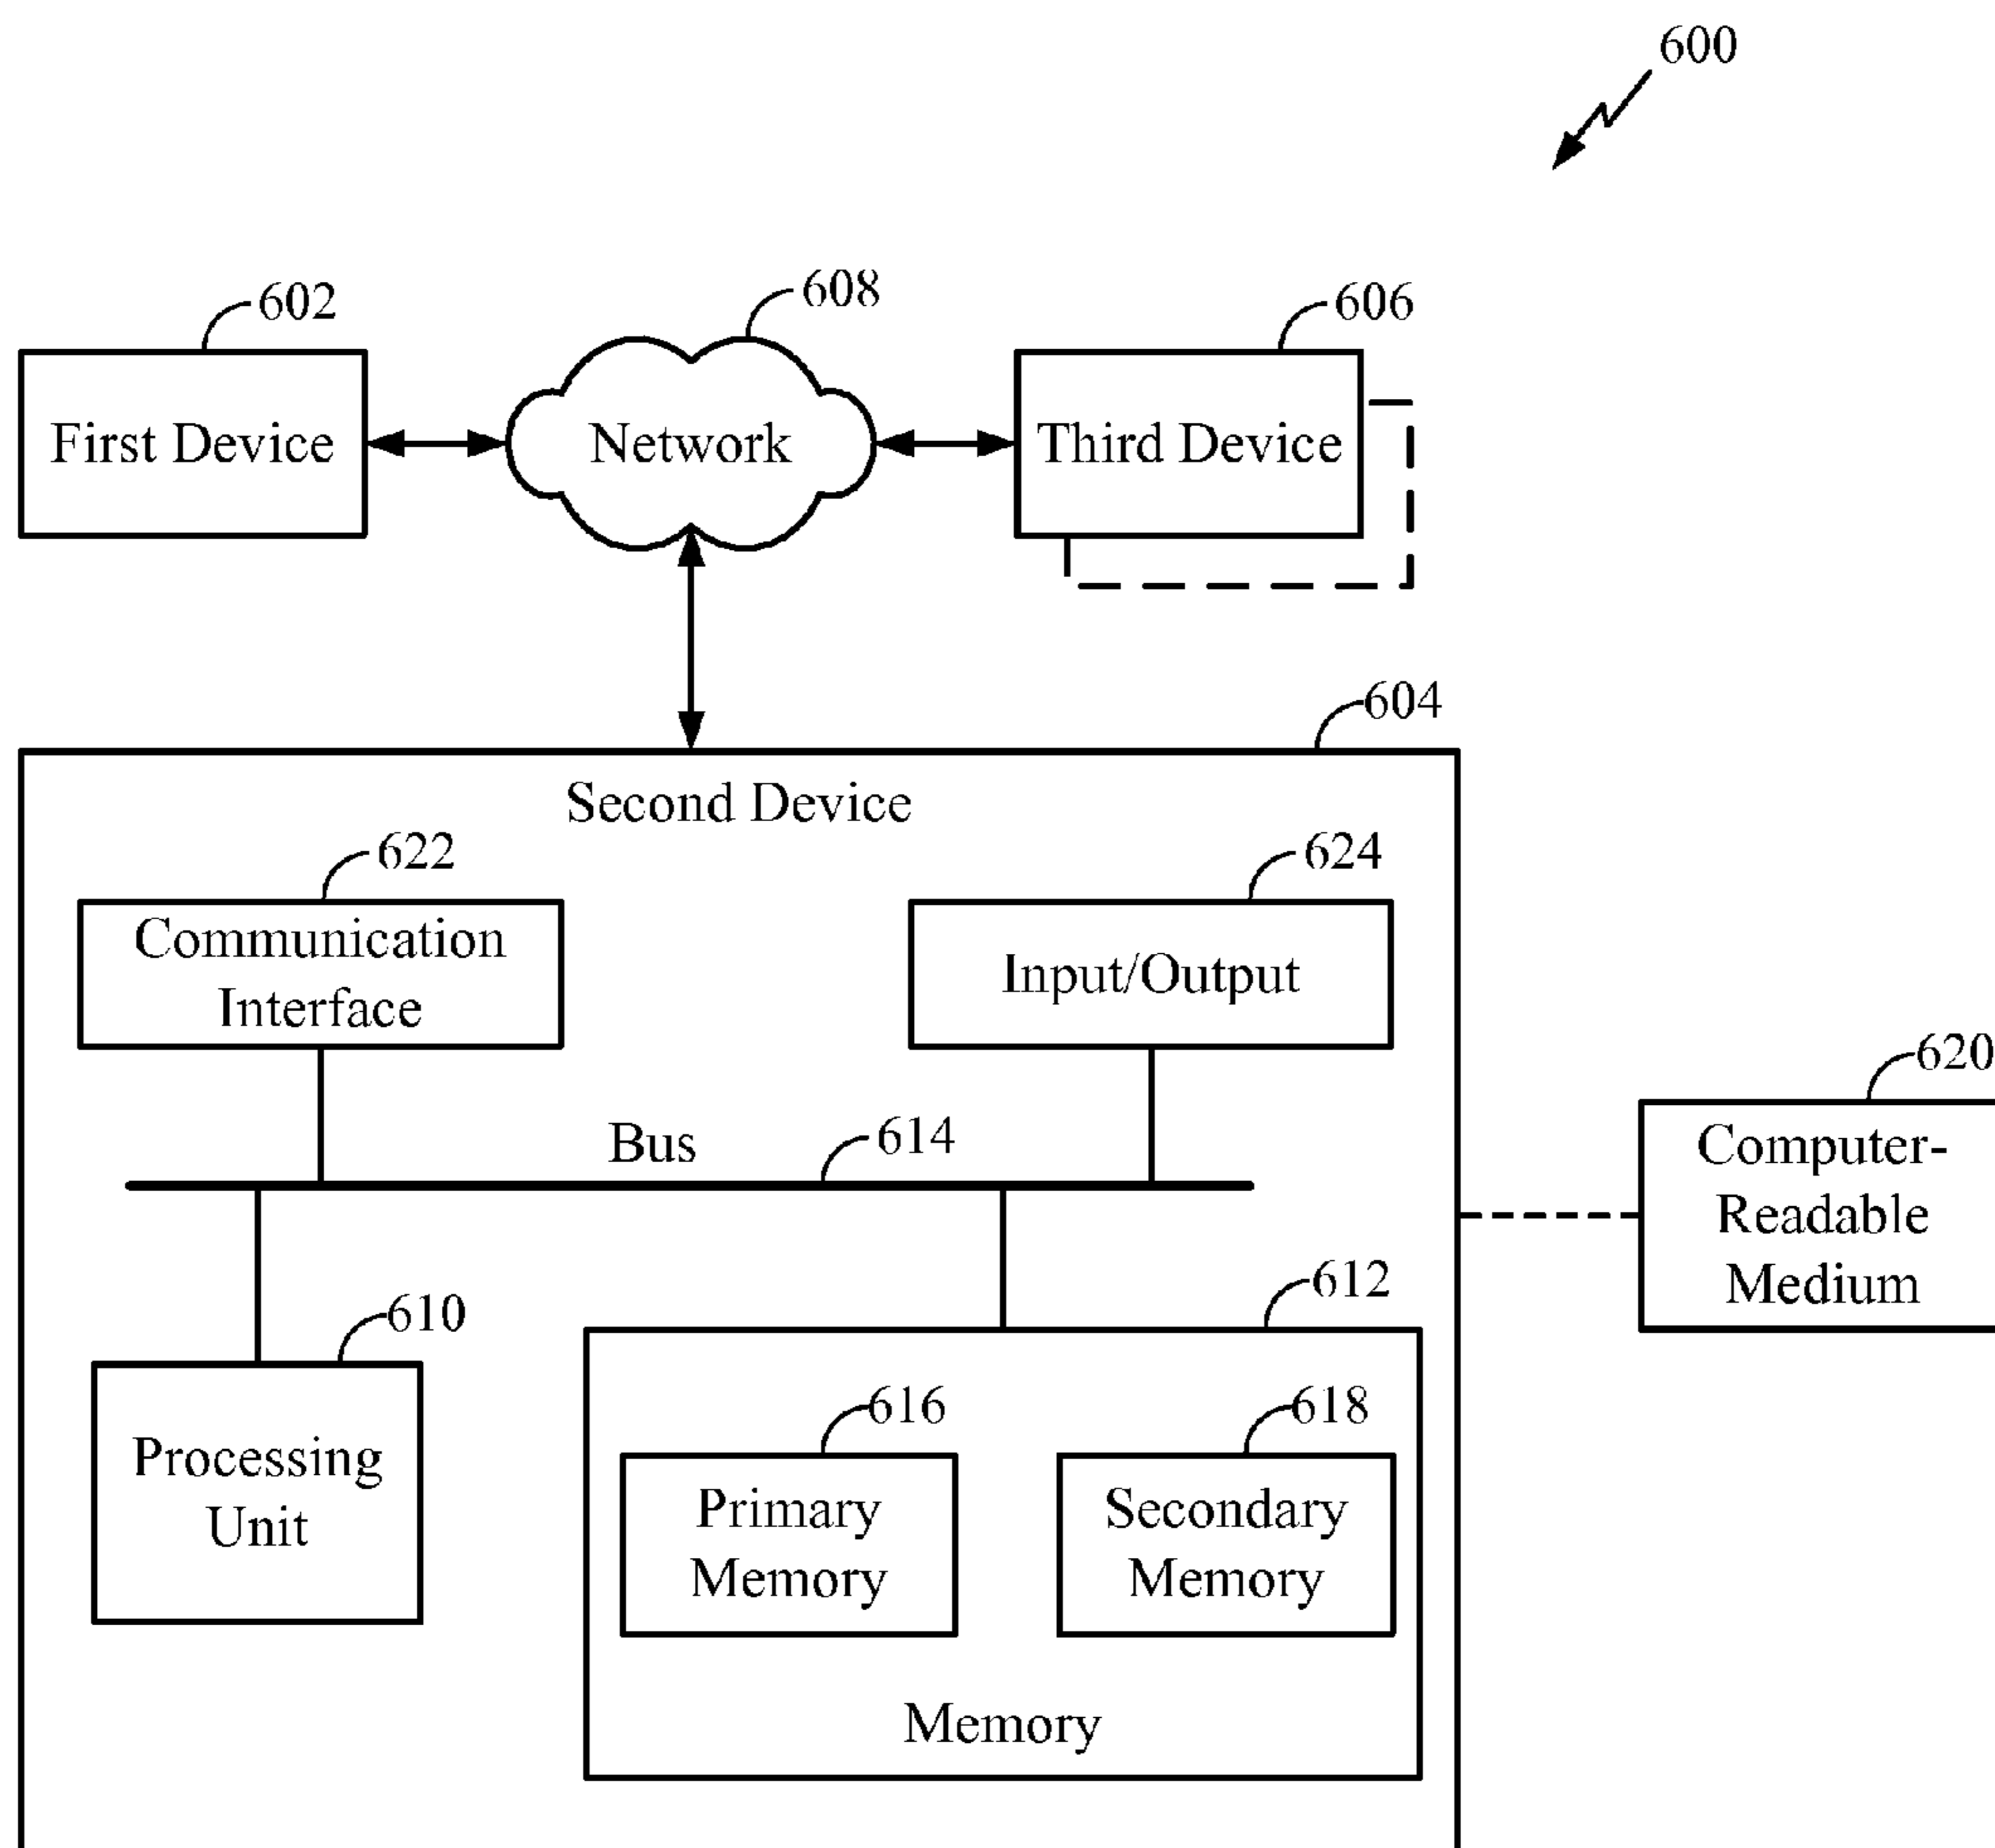 600
602
608
606
First Device
Network
Third Device
604
Second Device
622
624
Communication
Interface
Input/Output
620
Computer-
Readable
Medium
Bus
614
612
610
Processing
Unit
616
618
Primary
Memory
Secondary
Memory
Memory